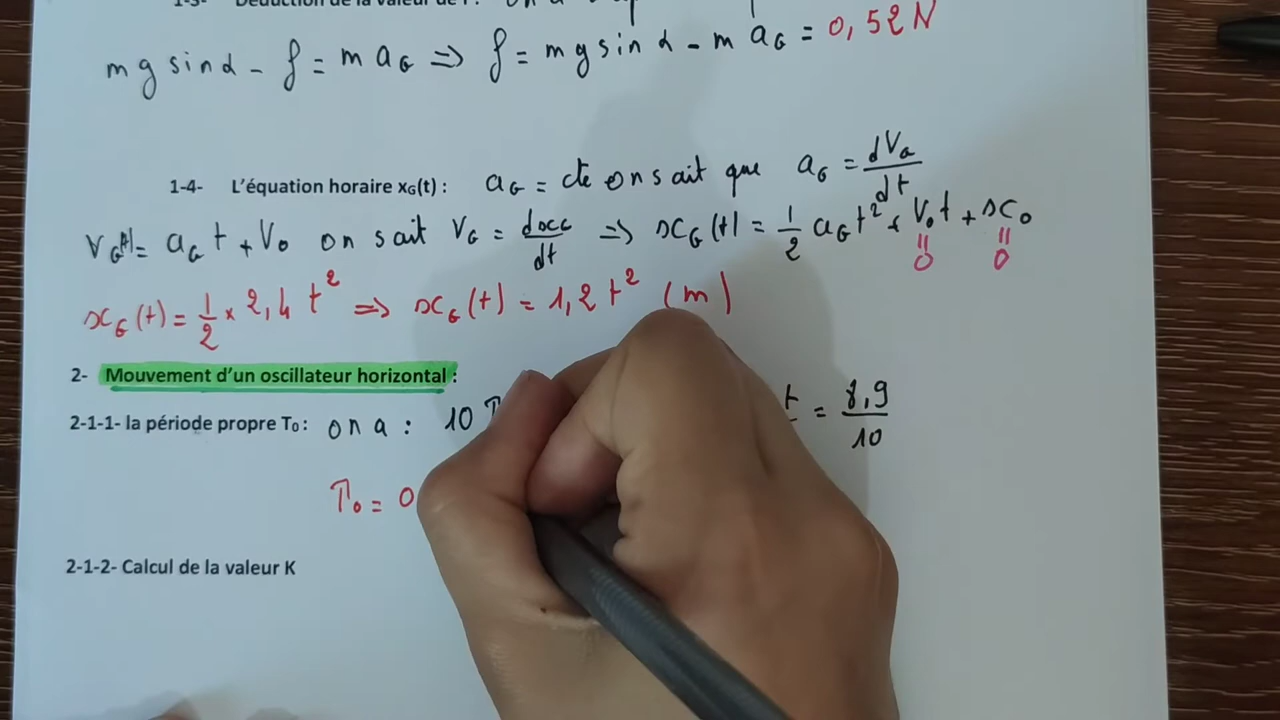 mg sinα - f = m aG ⇒ f = mg sin α - m aG = 0,52 N
1-4- L'équation horaire xG(t) : aG = cte on sait que aG = dVG/dt
VG(t) = aG t + V0 on sait VG = dxG/dt ⇒ xG(t) = 1/2 aG t² + V0 t + x0
0 0
xG(t) = 1/2 × 2,4 t² ⇒ xG(t) = 1,2 t² (m)
2- Mouvement d'un oscillateur horizontal :
2-1-1- la période propre T0 : on a : 10 T = 8,9/10
T0 = 0
2-1-2- Calcul de la valeur K